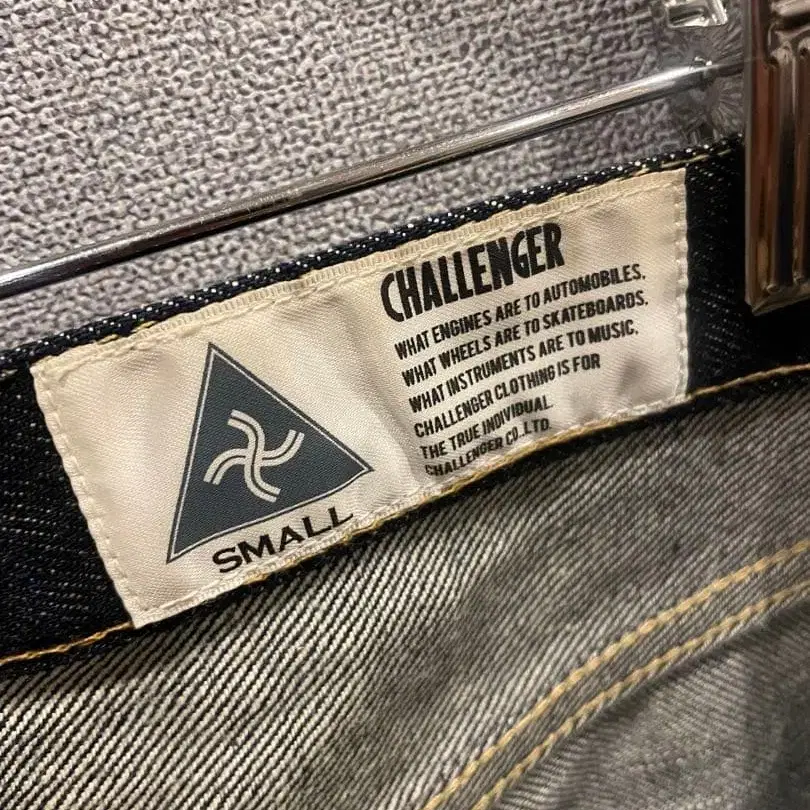 CHALLENGER
WHAT ENGINES ARE TO AUTOMOBILES.
WHAT WHEELS ARE TO SKATEBOARDS.
WHAT INSTRUMENTS ARE TO MUSIC.
CHALLENGER CLOTHING IS FOR
THE TRUE INDIVIDUAL
CHALLENGER CO.,LTD.
SMALL